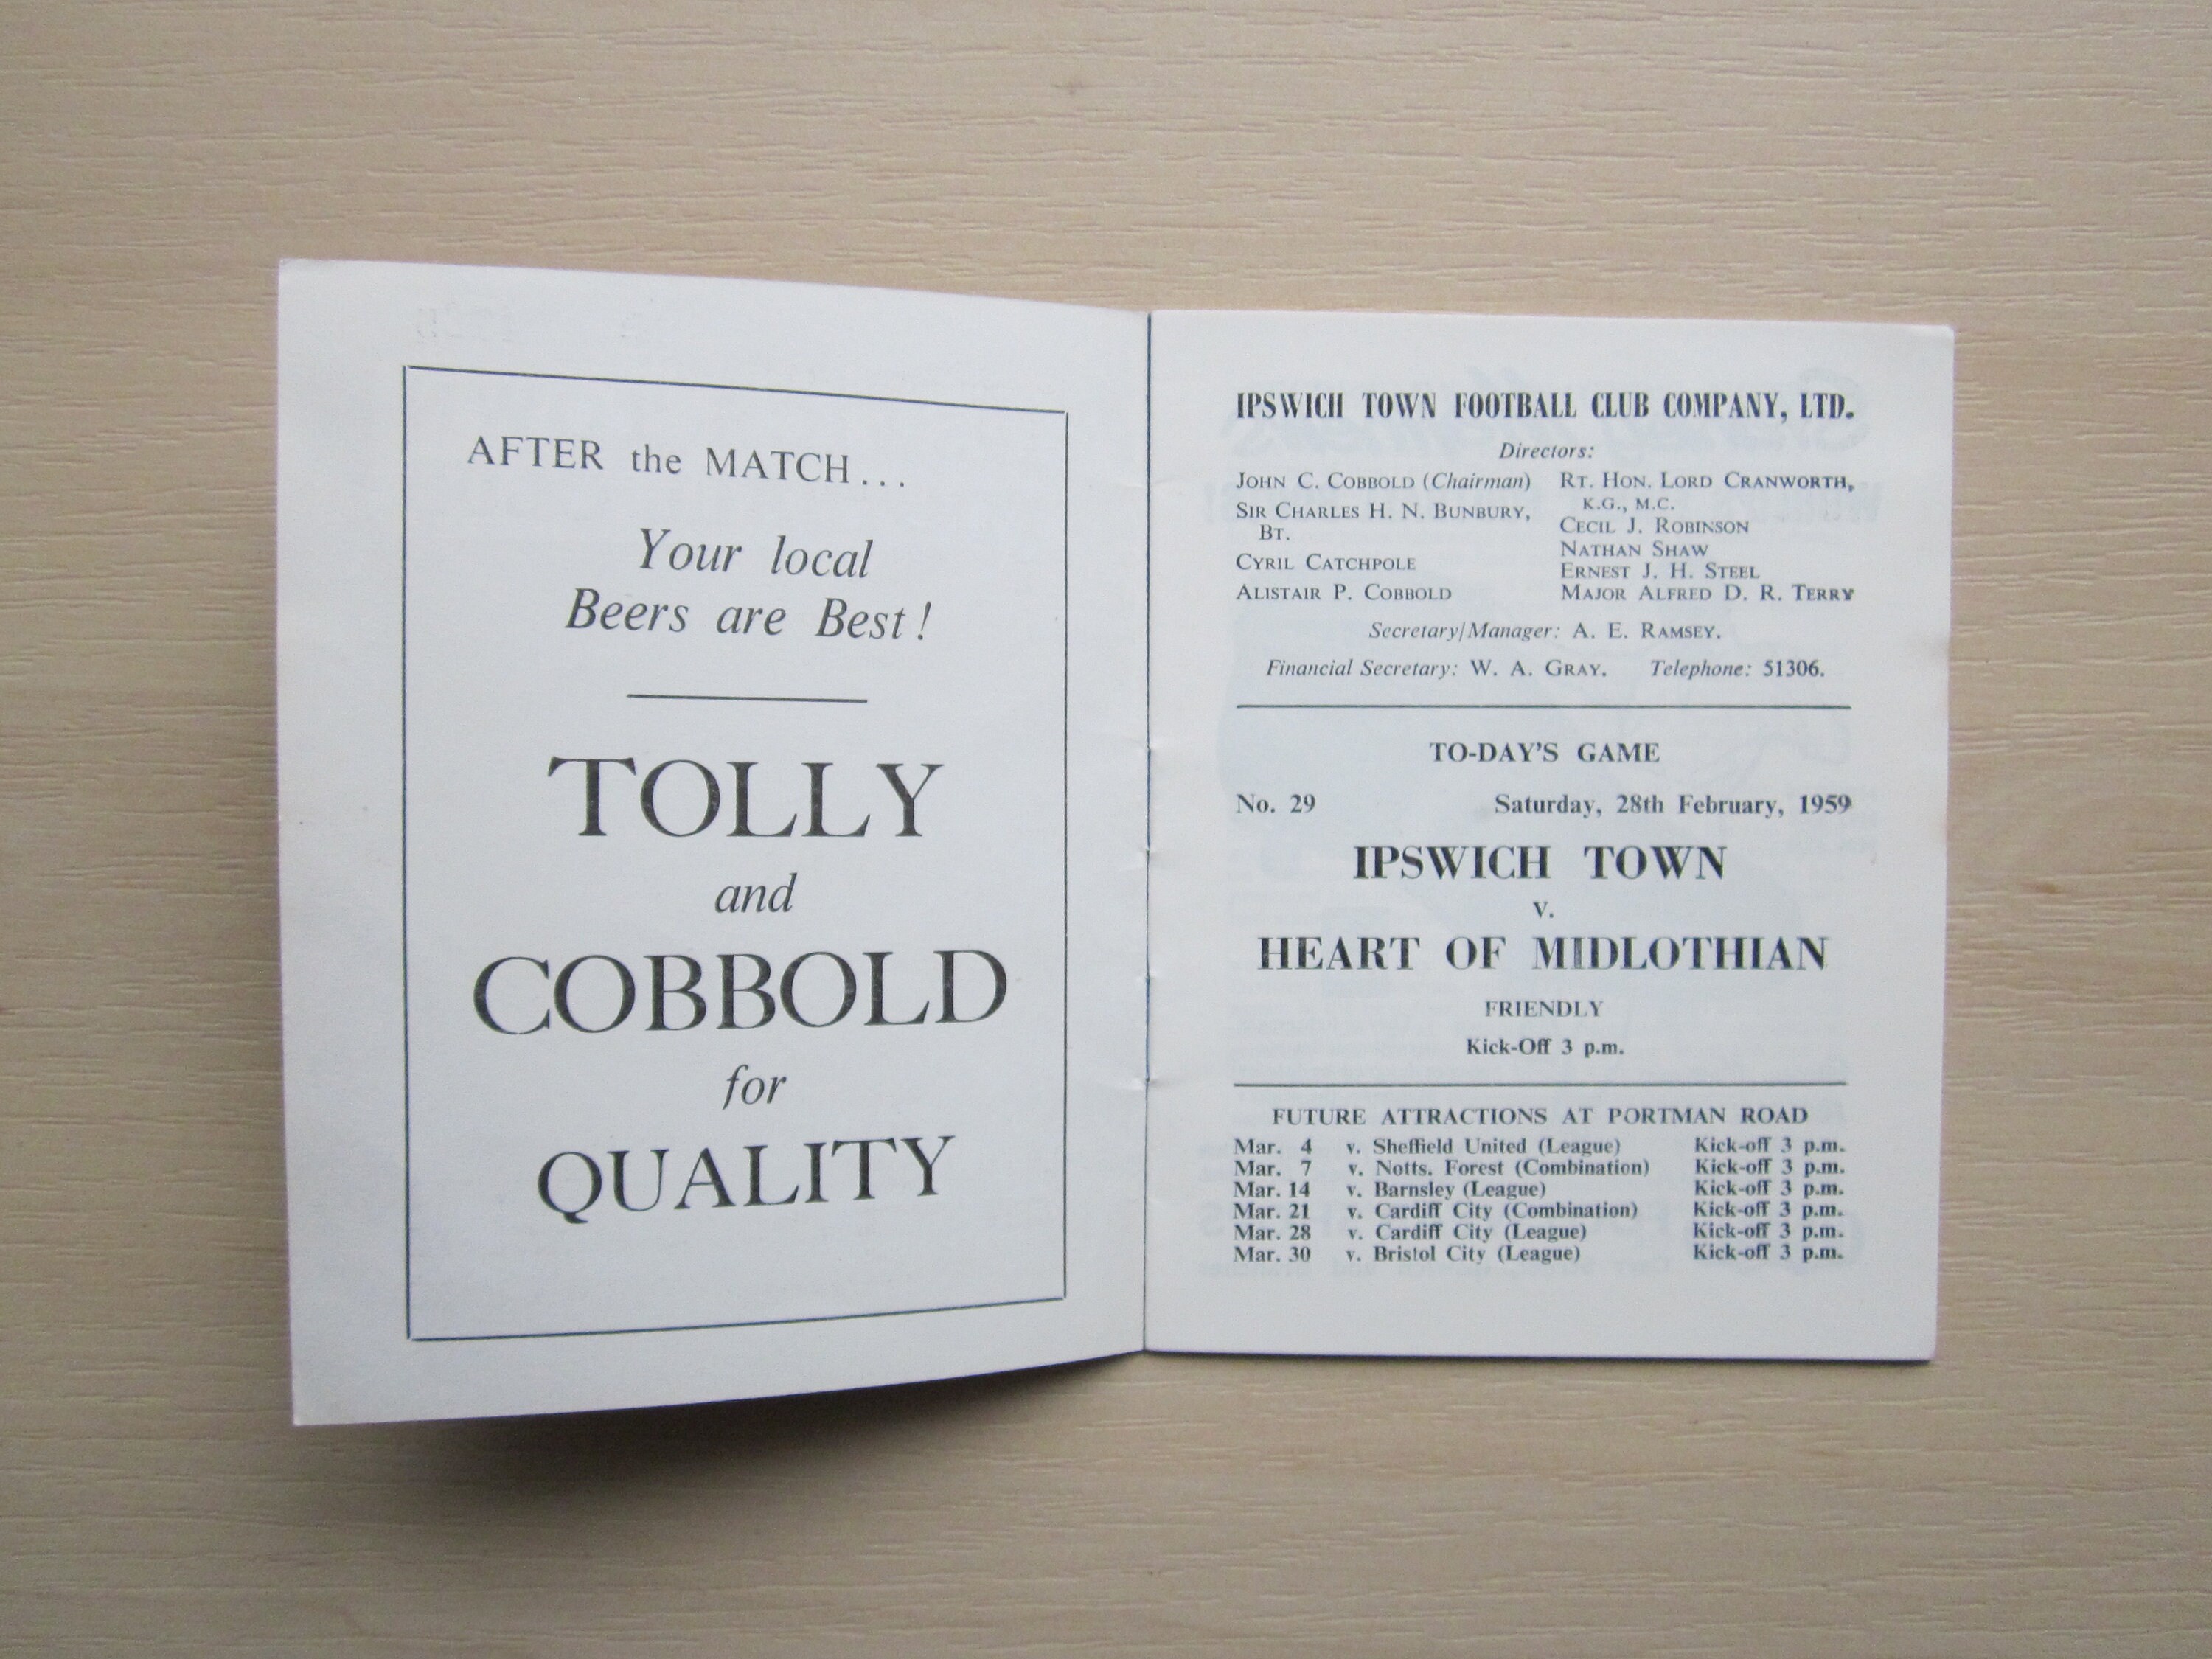 AFTER the MATCH...
Your local
Beers are Best!
TOLLY
and
COBBOLD
for
QUALITY
IPSWICH TOWN FOOTBALL CLUB COMPANY, LTD.
Directors:
JOHN C. COBBOLD (Chairman)
SIR CHARLES H. N. BUNBURY,
BT.
CYRIL CATCHPOLE
ALISTAIR P. COBBOLD
RT. HON. LORD CRANWORTH,
K.G., M.C.
CECIL J. ROBINSON
NATHAN SHAW
ERNEST J. H. STEEL
MAJOR ALFRED D. R. TERRY
Secretary/Manager: A. E. RAMSEY.
Financial Secretary: W. A. GRAY. Telephone: 51306.
TO-DAY'S GAME
No. 29 Saturday, 28th February, 1959
IPSWICH TOWN
v.
HEART OF MIDLOTHIAN
FRIENDLY
Kick-Off 3 p.m.
FUTURE ATTRACTIONS AT PORTMAN ROAD
Mar. 4 v. Sheffield United (League) Kick-off 3 p.m.
Mar. 7 v. Notts. Forest (Combination) Kick-off 3 p.m.
Mar. 14 v. Barnsley (League) Kick-off 3 p.m.
Mar. 21 v. Cardiff City (Combination) Kick-off 3 p.m.
Mar. 28 v. Cardiff City (League) Kick-off 3 p.m.
Mar. 30 v. Bristol City (League) Kick-off 3 p.m.